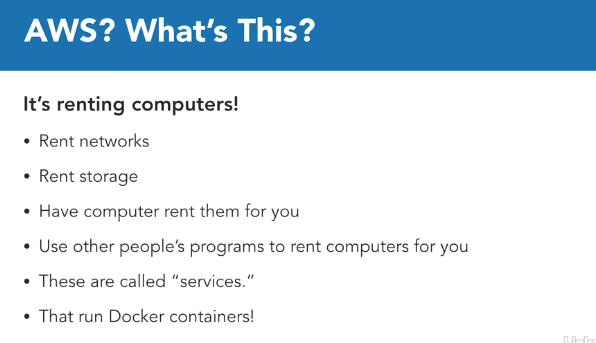 AWS? What's This?
It's renting computers!
• Rent networks
• Rent storage
• Have computer rent them for you
• Use other people's programs to rent computers for you
• These are called “services.”
• That run Docker containers!